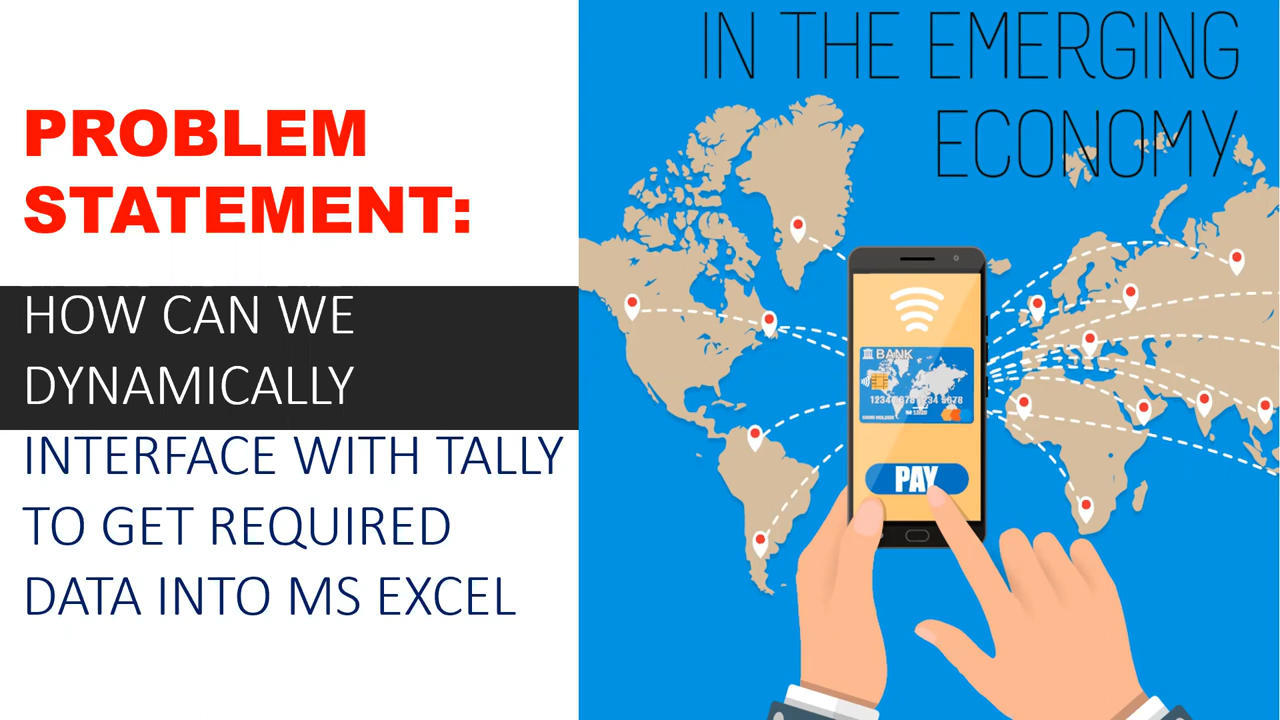 PROBLEM
STATEMENT:
HOW CAN WE
DYNAMICALLY
INTERFACE WITH TALLY
TO GET REQUIRED
DATA INTO MS EXCEL
IN THE EMERGING
ECONOMY
BANK
PAY